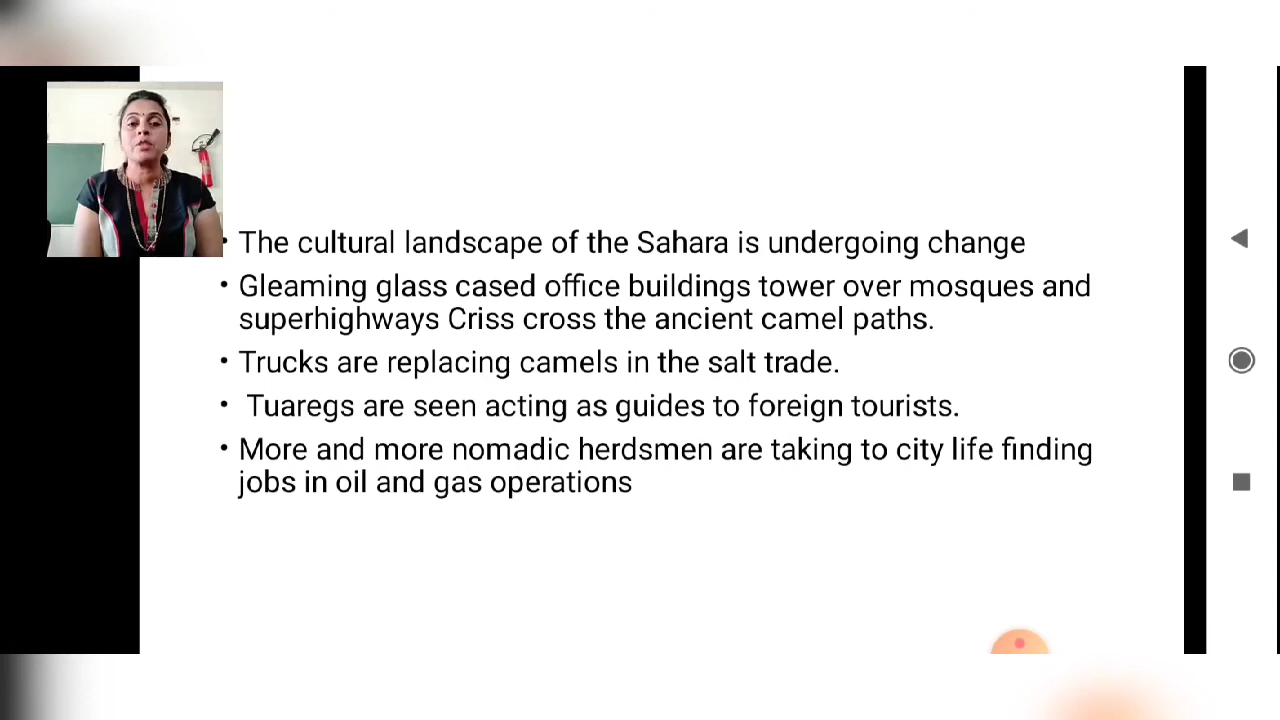 • The cultural landscape of the Sahara is undergoing change
• Gleaming glass cased office buildings tower over mosques and
superhighways Criss cross the ancient camel paths.
• Trucks are replacing camels in the salt trade.
• Tuaregs are seen acting as guides to foreign tourists.
• More and more nomadic herdsmen are taking to city life finding
jobs in oil and gas operations